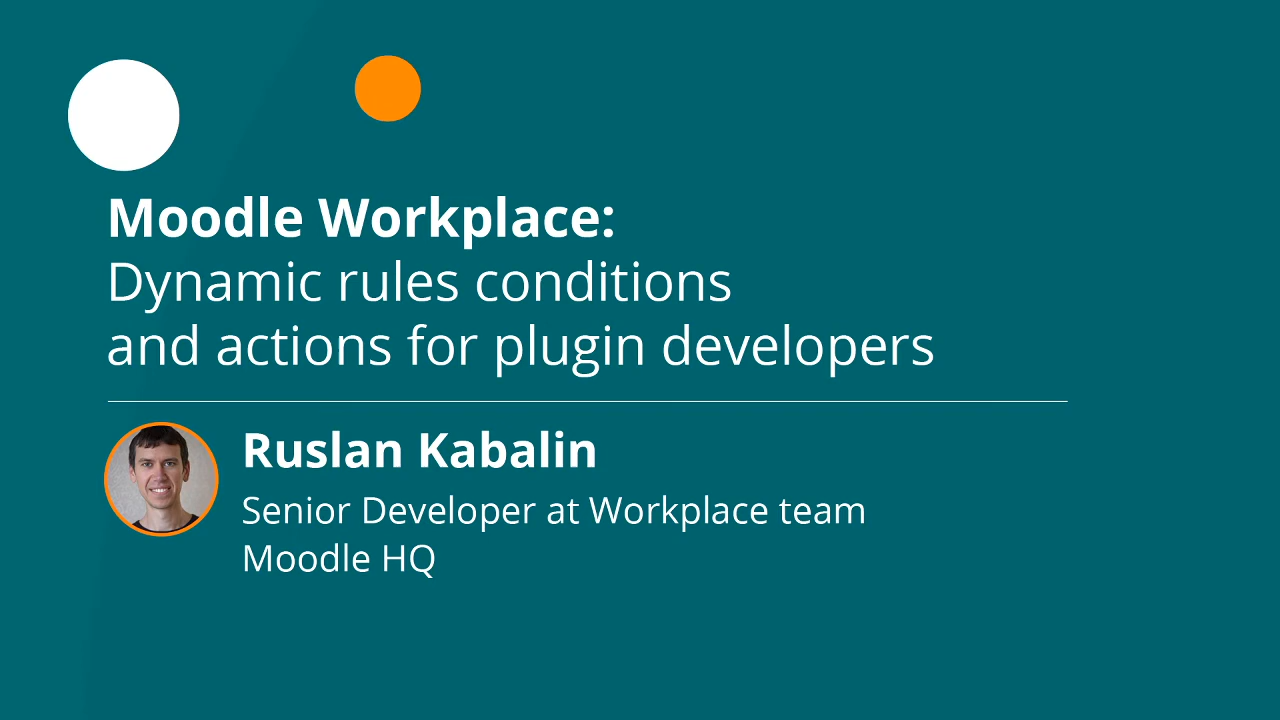 Moodle Workplace:
Dynamic rules conditions
and actions for plugin developers
Ruslan Kabalin
Senior Developer at Workplace team
Moodle HQ